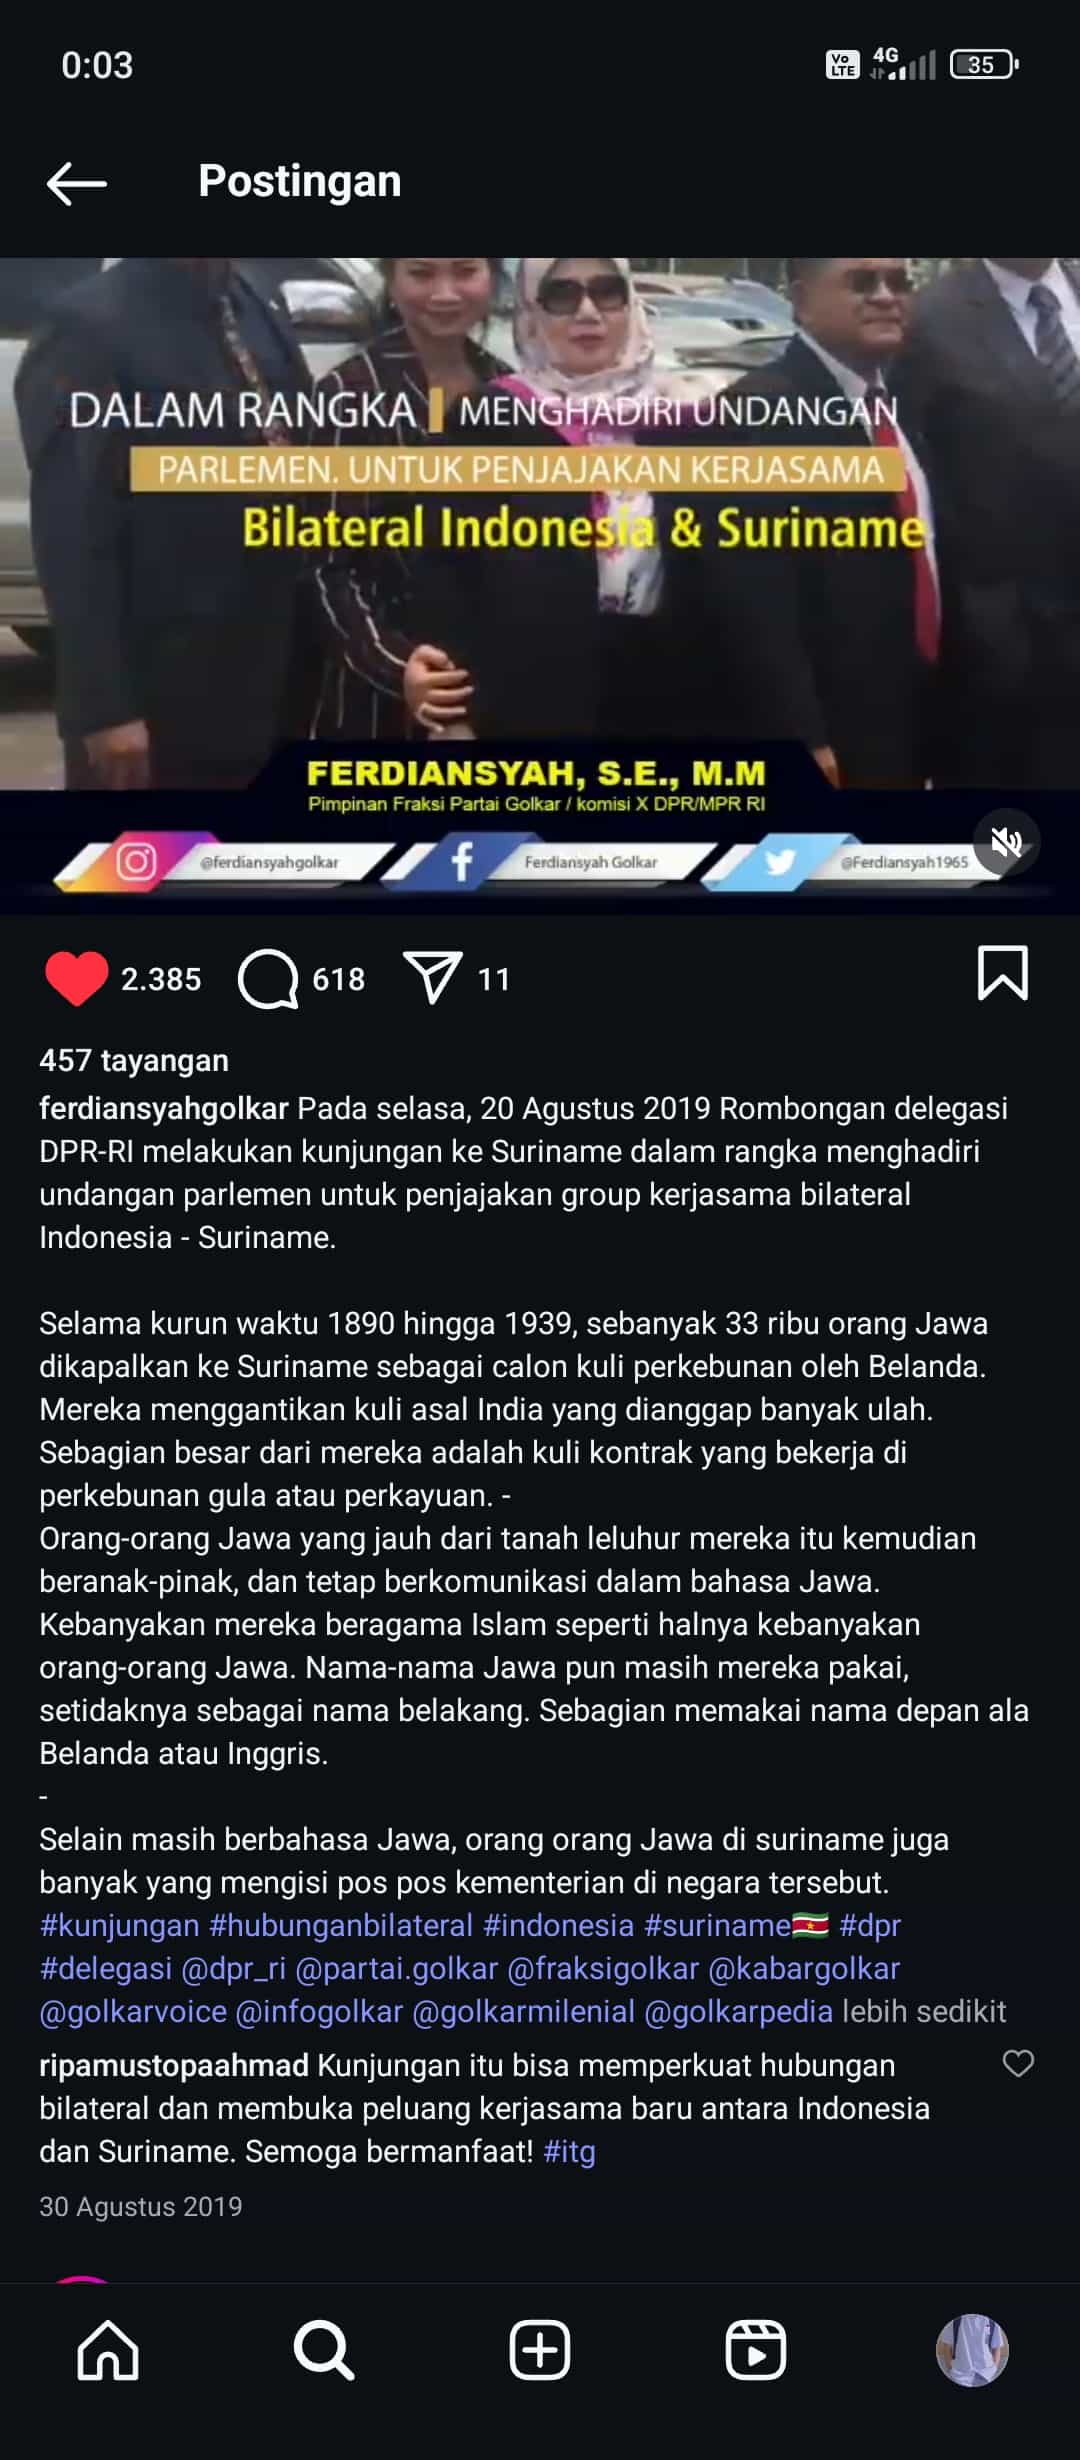 0:03
Vo LTE 4G 35
Postingan
DALAM RANGKA MENGHADIRI UNDANGAN
PARLEMEN. UNTUK PENJAJAKAN KERJASAMA
Bilateral Indonesia & Suriname
FERDIANSYAH, S.E., M.M
Pimpinan Fraksi Partai Golkar / komisi X DPR/MPR RI
@ferdiansyahgolkar Ferdiansyah Golkar @Ferdiansyah1965
2.385 618 11
457 tayangan
ferdiansyahgolkar Pada selasa, 20 Agustus 2019 Rombongan delegasi
DPR-RI melakukan kunjungan ke Suriname dalam rangka menghadiri
undangan parlemen untuk penjajakan group kerjasama bilateral
Indonesia - Suriname.
Selama kurun waktu 1890 hingga 1939, sebanyak 33 ribu orang Jawa
dikapalkan ke Suriname sebagai calon kuli perkebunan oleh Belanda.
Mereka menggantikan kuli asal India yang dianggap banyak ulah.
Sebagian besar dari mereka adalah kuli kontrak yang bekerja di
perkebunan gula atau perkayuan. -
Orang-orang Jawa yang jauh dari tanah leluhur mereka itu kemudian
beranak-pinak, dan tetap berkomunikasi dalam bahasa Jawa.
Kebanyakan mereka beragama Islam seperti halnya kebanyakan
orang-orang Jawa. Nama-nama Jawa pun masih mereka pakai,
setidaknya sebagai nama belakang. Sebagian memakai nama depan ala
Belanda atau Inggris.
-
Selain masih berbahasa Jawa, orang orang Jawa di suriname juga
banyak yang mengisi pos pos kementerian di negara tersebut.
#kunjungan #hubunganbilateral #indonesia #suriname🇸🇷 #dpr
#delegasi @dpr_ri @partai.golkar @fraksigolkar @kabargolkar
@golkarvoice @infogolkar @golkarmilenial @golkarpedia lebih sedikit
ripamustopaahmad Kunjungan itu bisa memperkuat hubungan
bilateral dan membuka peluang kerjasama baru antara Indonesia
dan Suriname. Semoga bermanfaat! #itg
30 Agustus 2019